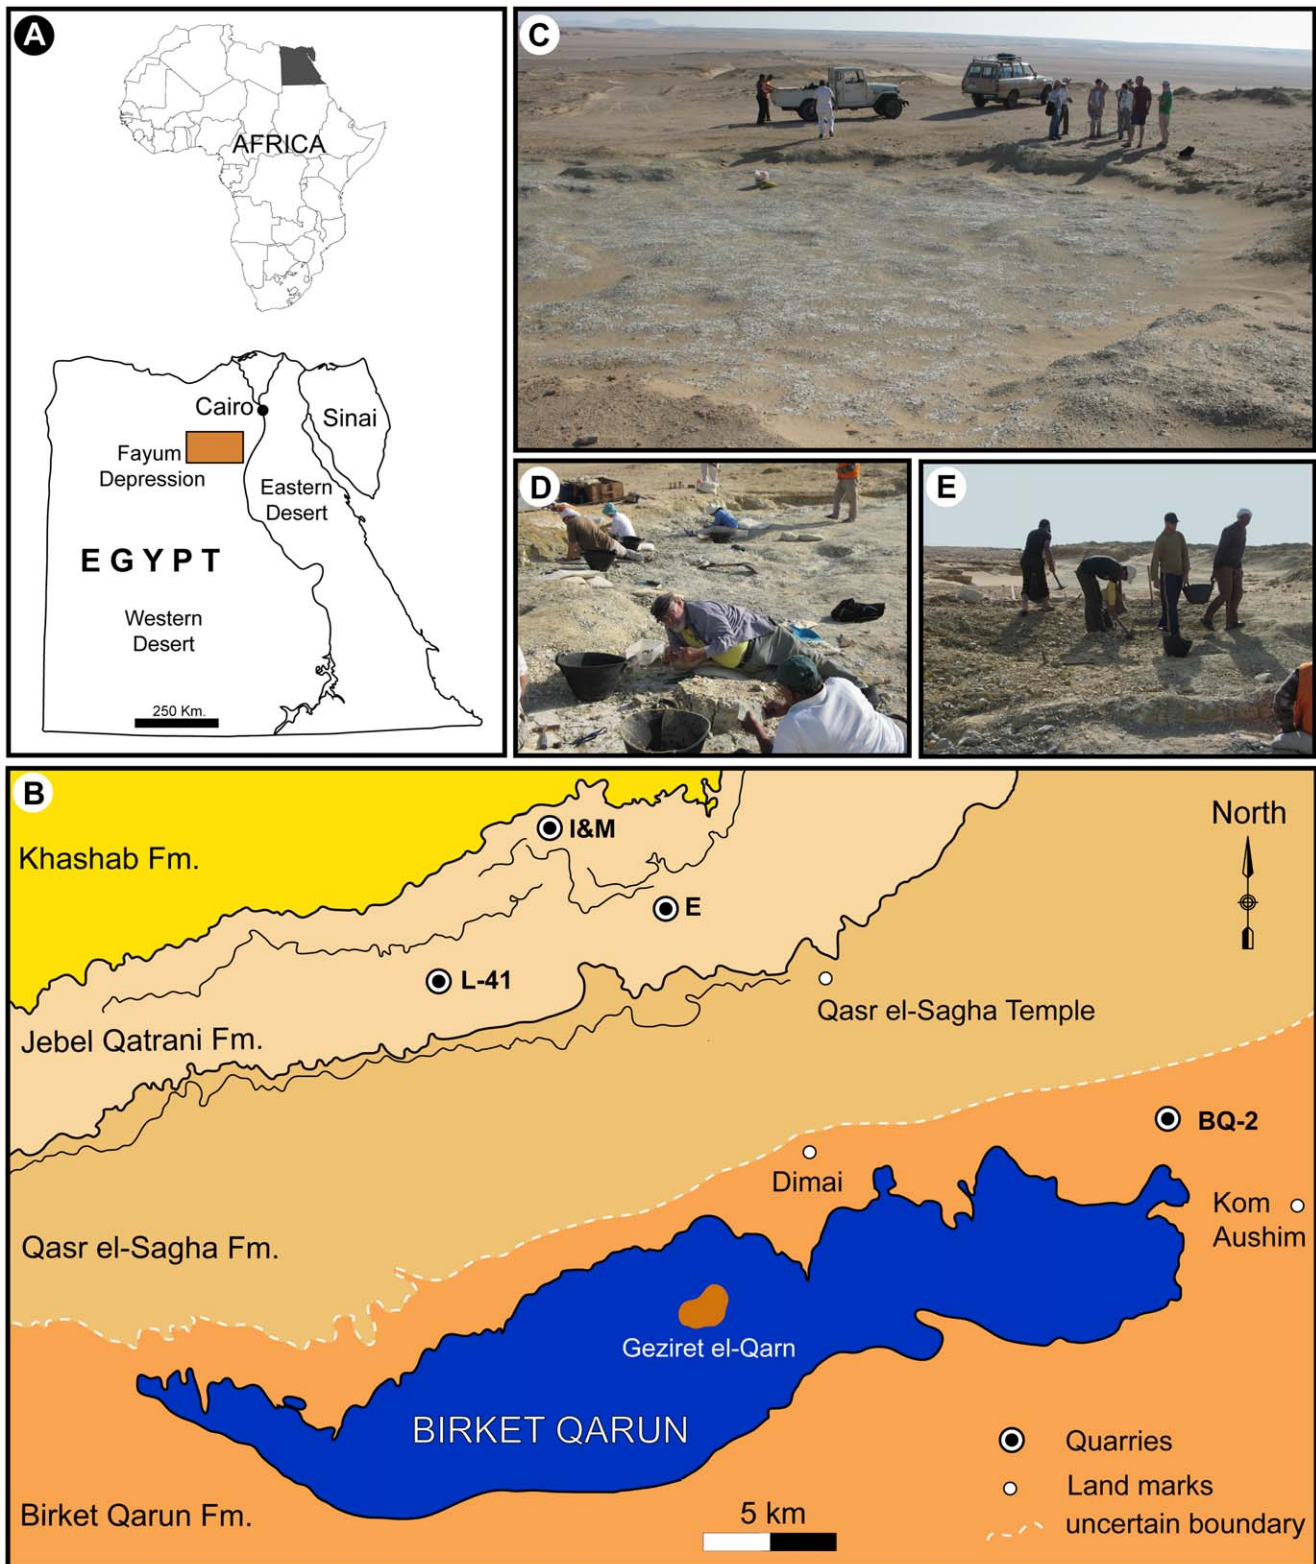 A
AFRICA
Cairo
Sinai
Fayum
Depression
Eastern
Desert
EGYPT
Western
Desert
250 Km.
C
D
E
B
Khashab Fm.
I&M
E
L-41
North
Jebel Qatrani Fm.
Qasr el-Sagha Temple
BQ-2
Dimai
Kom
Aushim
Qasr el-Sagha Fm.
Geziret el-Qarn
BIRKET QARUN
Quarries
Land marks
uncertain boundary
Birket Qarun Fm.
5 km